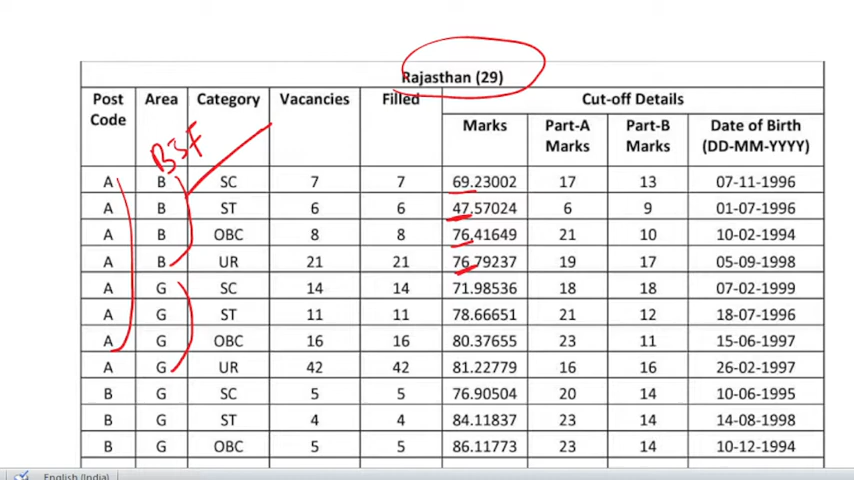 Rajasthan (29)
Post Code Area Category Vacancies Filled Cut-off Details
Marks Part-A Marks Part-B Marks Date of Birth (DD-MM-YYYY)
BSF
A B SC 7 7 69.23002 17 13 07-11-1996
A B ST 6 6 47.57024 6 9 01-07-1996
A B OBC 8 8 76.41649 21 10 10-02-1994
A B UR 21 21 76.79237 19 17 05-09-1998
A G SC 14 14 71.98536 18 18 07-02-1999
A G ST 11 11 78.66651 21 12 18-07-1996
A G OBC 16 16 80.37655 23 11 15-06-1997
A G UR 42 42 81.22779 16 16 26-02-1997
B G SC 5 5 76.90504 20 14 10-06-1995
B G ST 4 4 84.11837 23 14 14-08-1998
B G OBC 5 5 86.11773 23 14 10-12-1994
English (India)